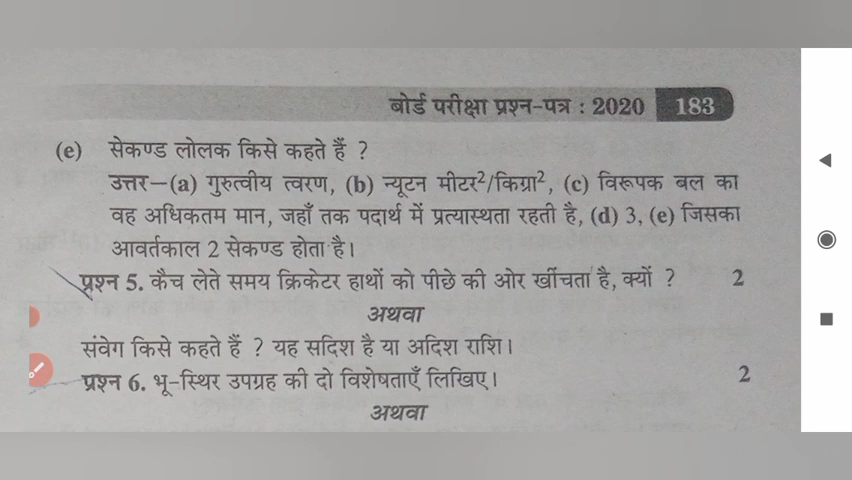 बोर्ड परीक्षा प्रश्न-पत्र : 2020 183
(e) सेकण्ड लोलक किसे कहते हैं ?
उत्तर–(a) गुरुत्वीय त्वरण, (b) न्यूटन मीटर²/किग्रा², (c) विरूपक बल का
वह अधिकतम मान, जहाँ तक पदार्थ में प्रत्यास्थता रहती है, (d) 3, (e) जिसका
आवर्तकाल 2 सेकण्ड होता है।
प्रश्न 5. कैच लेते समय क्रिकेटर हाथों को पीछे की ओर खींचता है, क्यों ? 2
अथवा
संवेग किसे कहते हैं ? यह सदिश है या अदिश राशि।
प्रश्न 6. भू-स्थिर उपग्रह की दो विशेषताएँ लिखिए। 2
अथवा